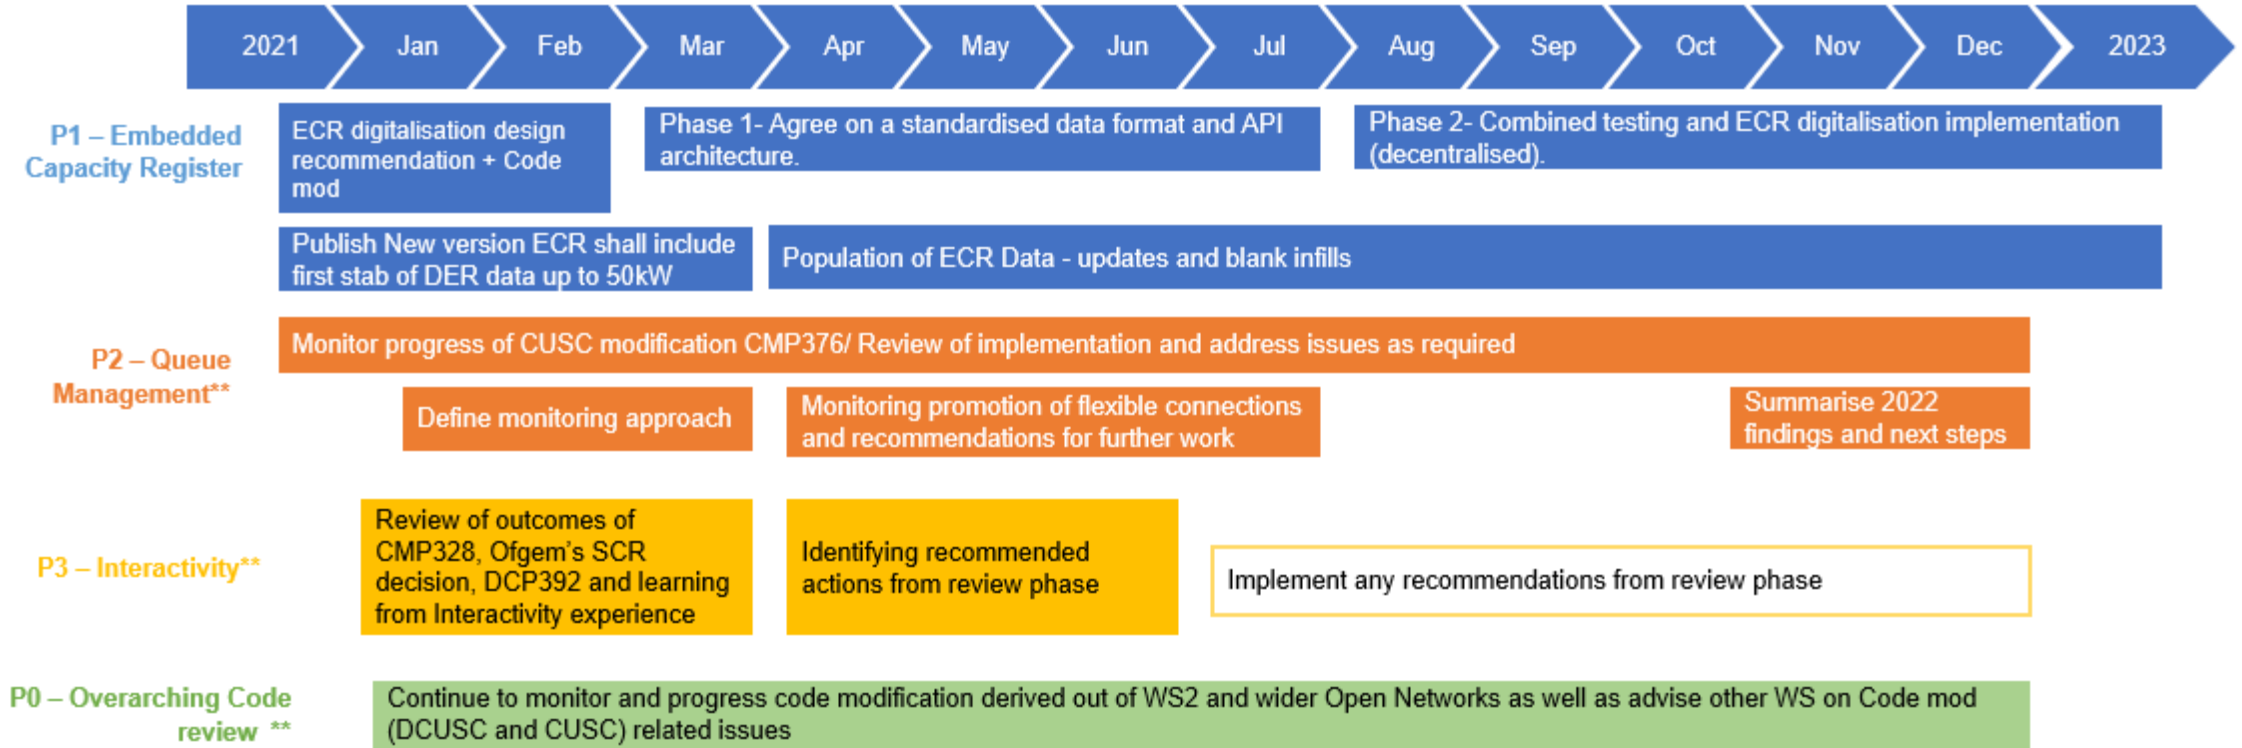 2021 Jan Feb Mar Apr May Jun Jul Aug Sep Oct Nov Dec 2023
P1 – Embedded
Capacity Register
ECR digitalisation design
recommendation + Code
mod
Phase 1- Agree on a standardised data format and API
architecture.
Phase 2- Combined testing and ECR digitalisation implementation
(decentralised).
Publish New version ECR shall include
first stab of DER data up to 50kW
Population of ECR Data - updates and blank infills
P2 – Queue
Management**
Monitor progress of CUSC modification CMP376/ Review of implementation and address issues as required
Define monitoring approach
Monitoring promotion of flexible connections
and recommendations for further work
Summarise 2022
findings and next steps
P3 – Interactivity**
Review of outcomes of
CMP328, Ofgem's SCR
decision, DCP392 and learning
from Interactivity experience
Identifying recommended
actions from review phase
Implement any recommendations from review phase
P0 – Overarching Code
review **
Continue to monitor and progress code modification derived out of WS2 and wider Open Networks as well as advise other WS on Code mod
(DCUSC and CUSC) related issues